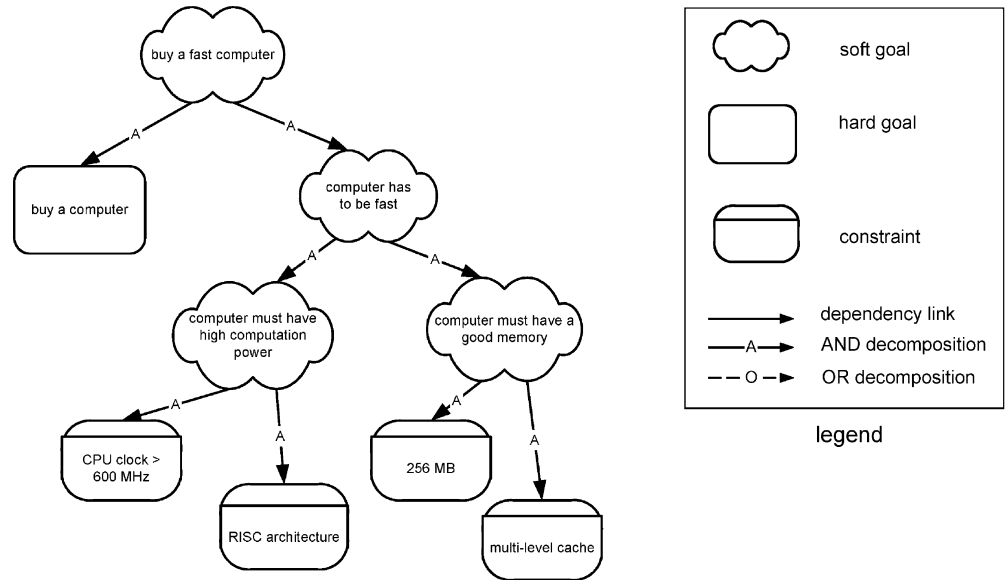 buy a fast computer
A
A
buy a computer
computer has
to be fast
A
A
computer must have
high computation
power
computer must have a
good memory
A
A
A
A
CPU clock >
600 MHz
RISC architecture
256 MB
multi-level cache
soft goal
hard goal
constraint
dependency link
A
AND decomposition
O
OR decomposition
legend